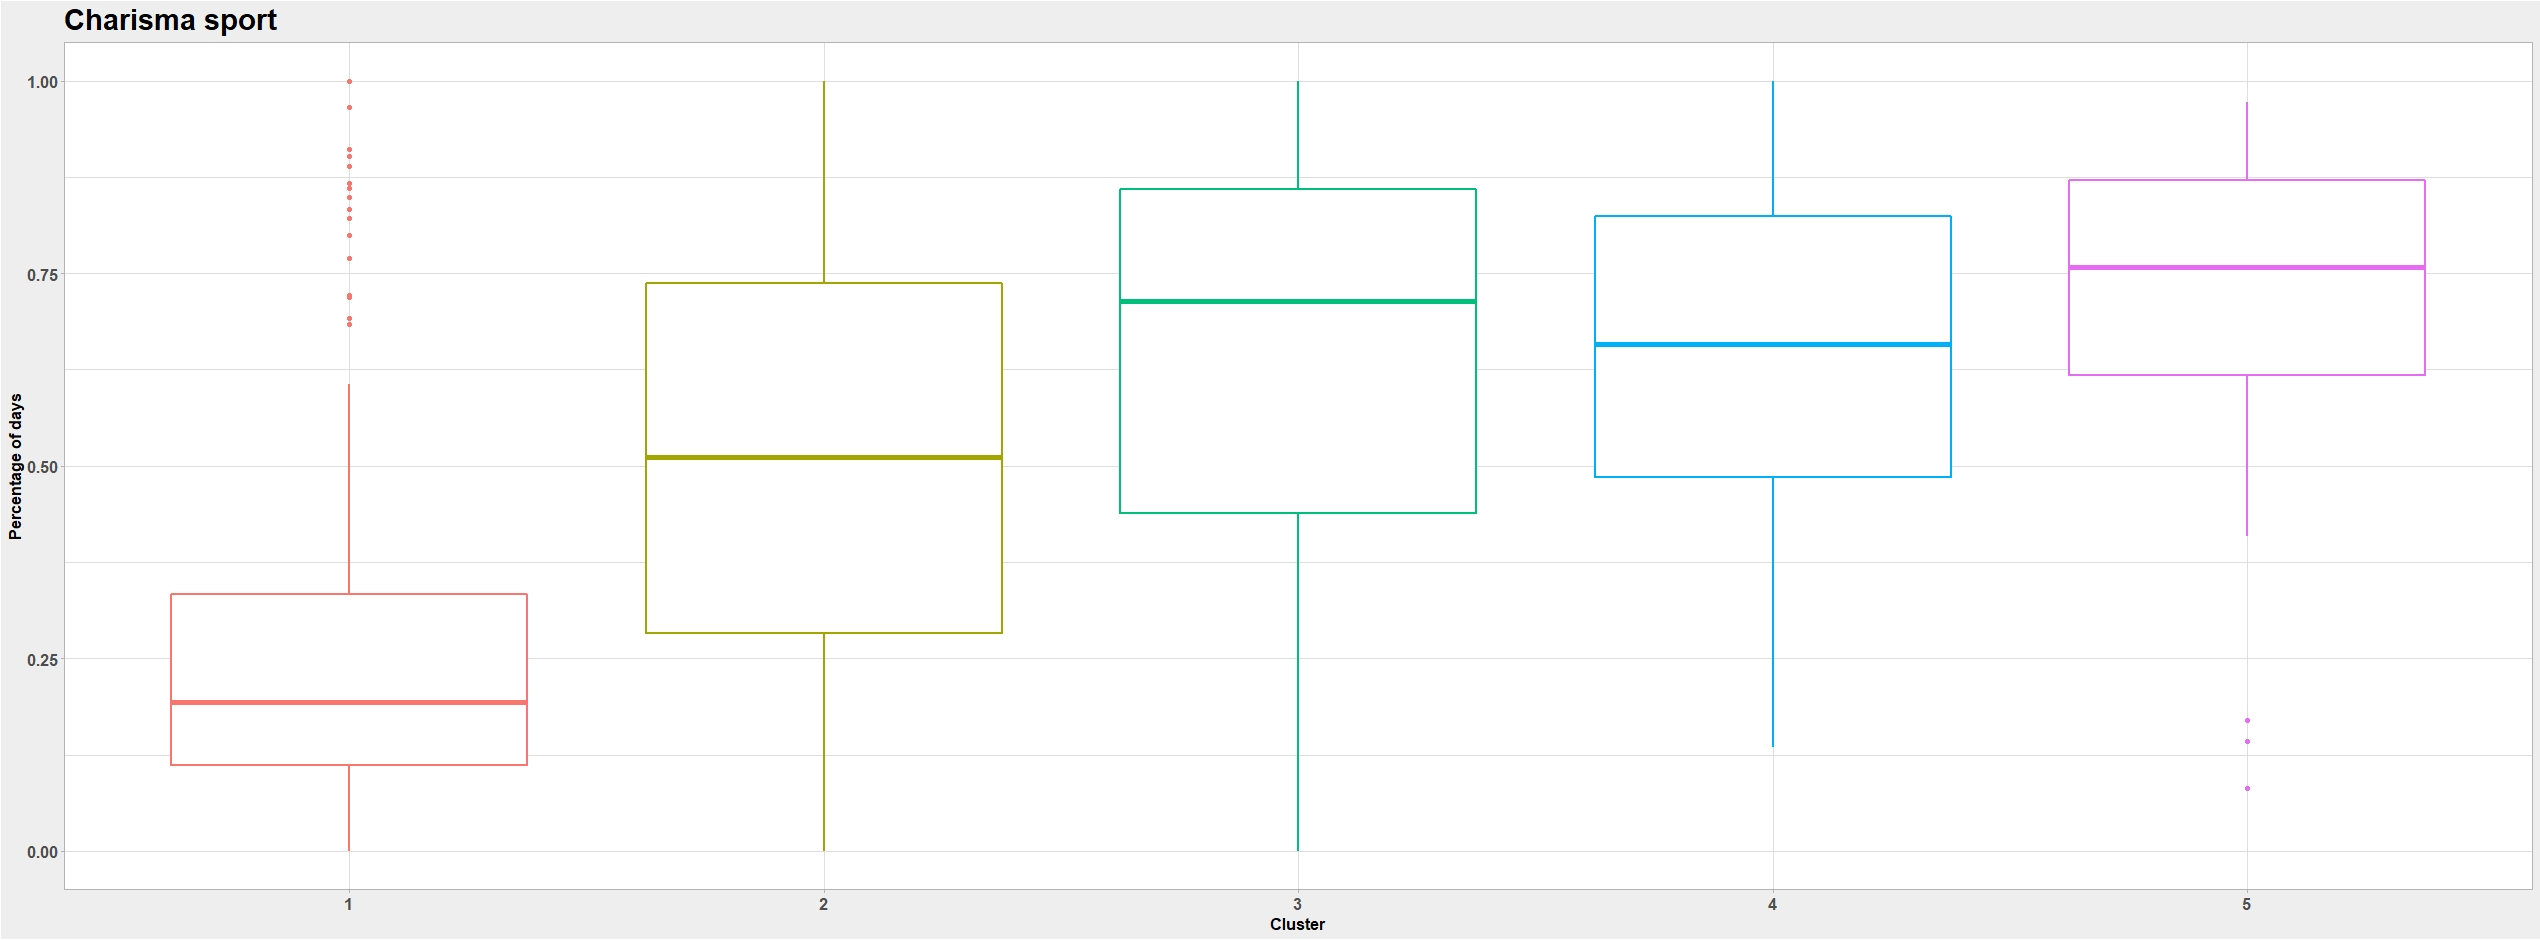 Charisma sport
1.00
0.75
0.50
0.25
0.00
Percentage of days
1 2 3 4 5
Cluster